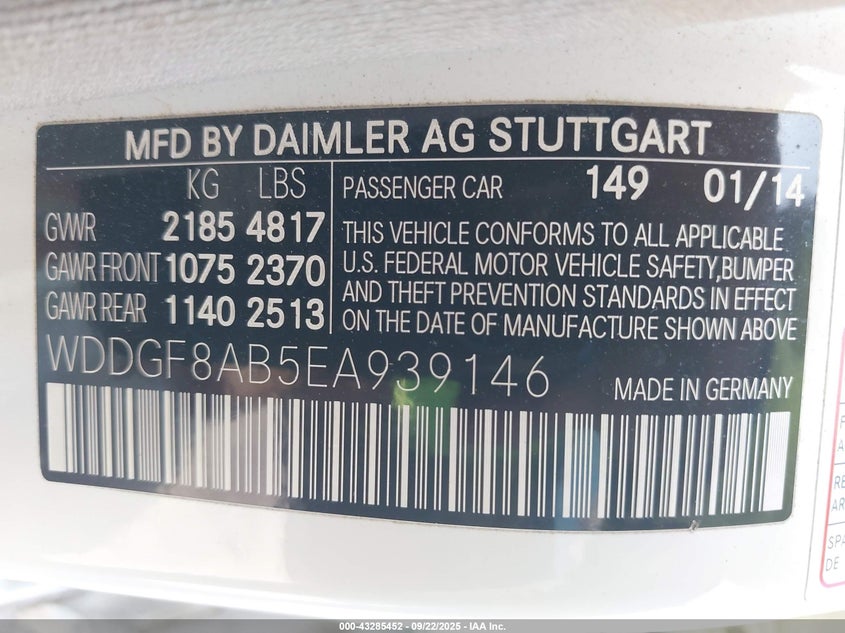 MFD BY DAIMLER AG STUTTGART
KG LBS
GVWR 2185 4817
GAWR FRONT 1075 2370
GAWR REAR 1140 2513
PASSENGER CAR 149 01/14
THIS VEHICLE CONFORMS TO ALL APPLICABLE
U.S. FEDERAL MOTOR VEHICLE SAFETY,BUMPER
AND THEFT PREVENTION STANDARDS IN EFFECT
ON THE DATE OF MANUFACTURE SHOWN ABOVE
WDDGF8AB5EA939146
MADE IN GERMANY
SPA
DE
000-43285452 - 09/22/2025 - IAA Inc.